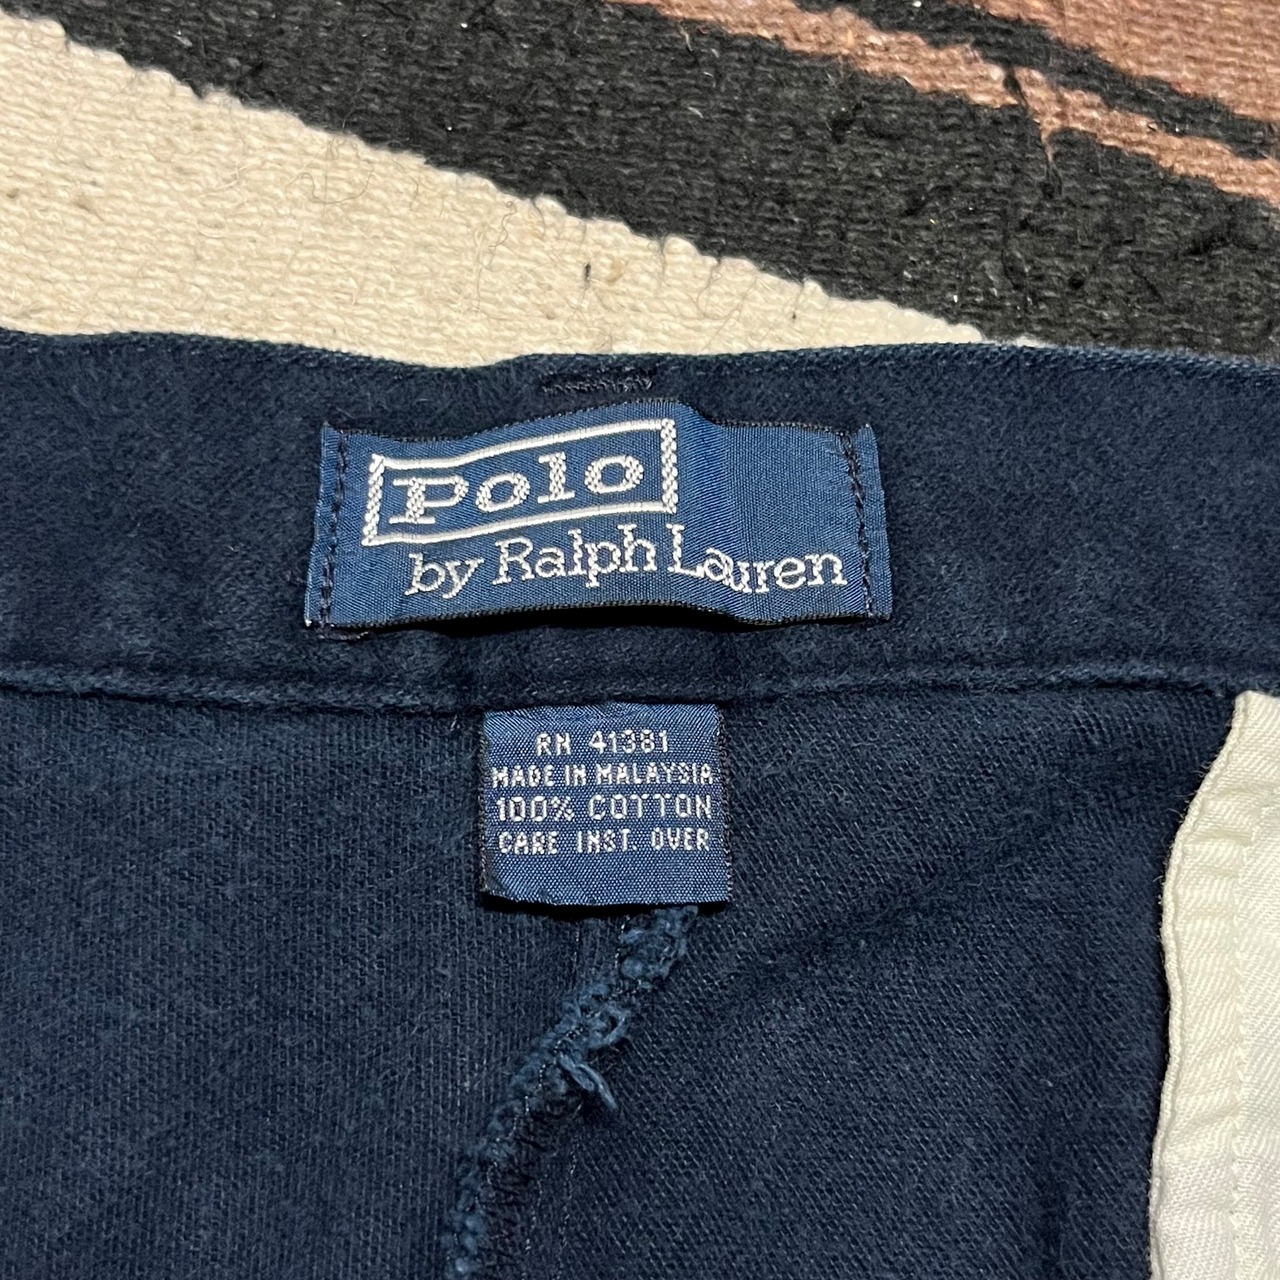 Polo
by Ralph Lauren
RN 41381
MADE IN MALAYSIA
100% COTTON
CARE INST. OVER